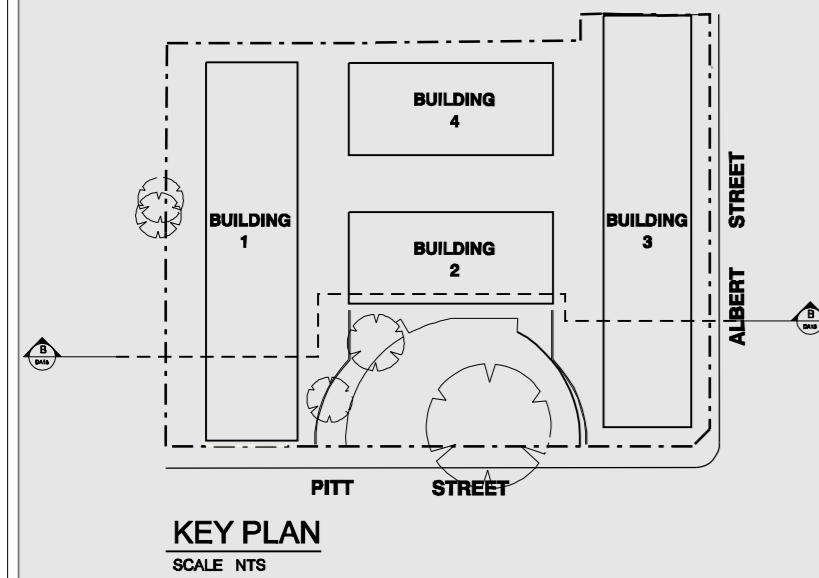 BUILDING
4
BUILDING
1
BUILDING
2
BUILDING
3
ALBERT STREET
B
DA15
B
DA15
PITT STREET
KEY PLAN
SCALE NTS